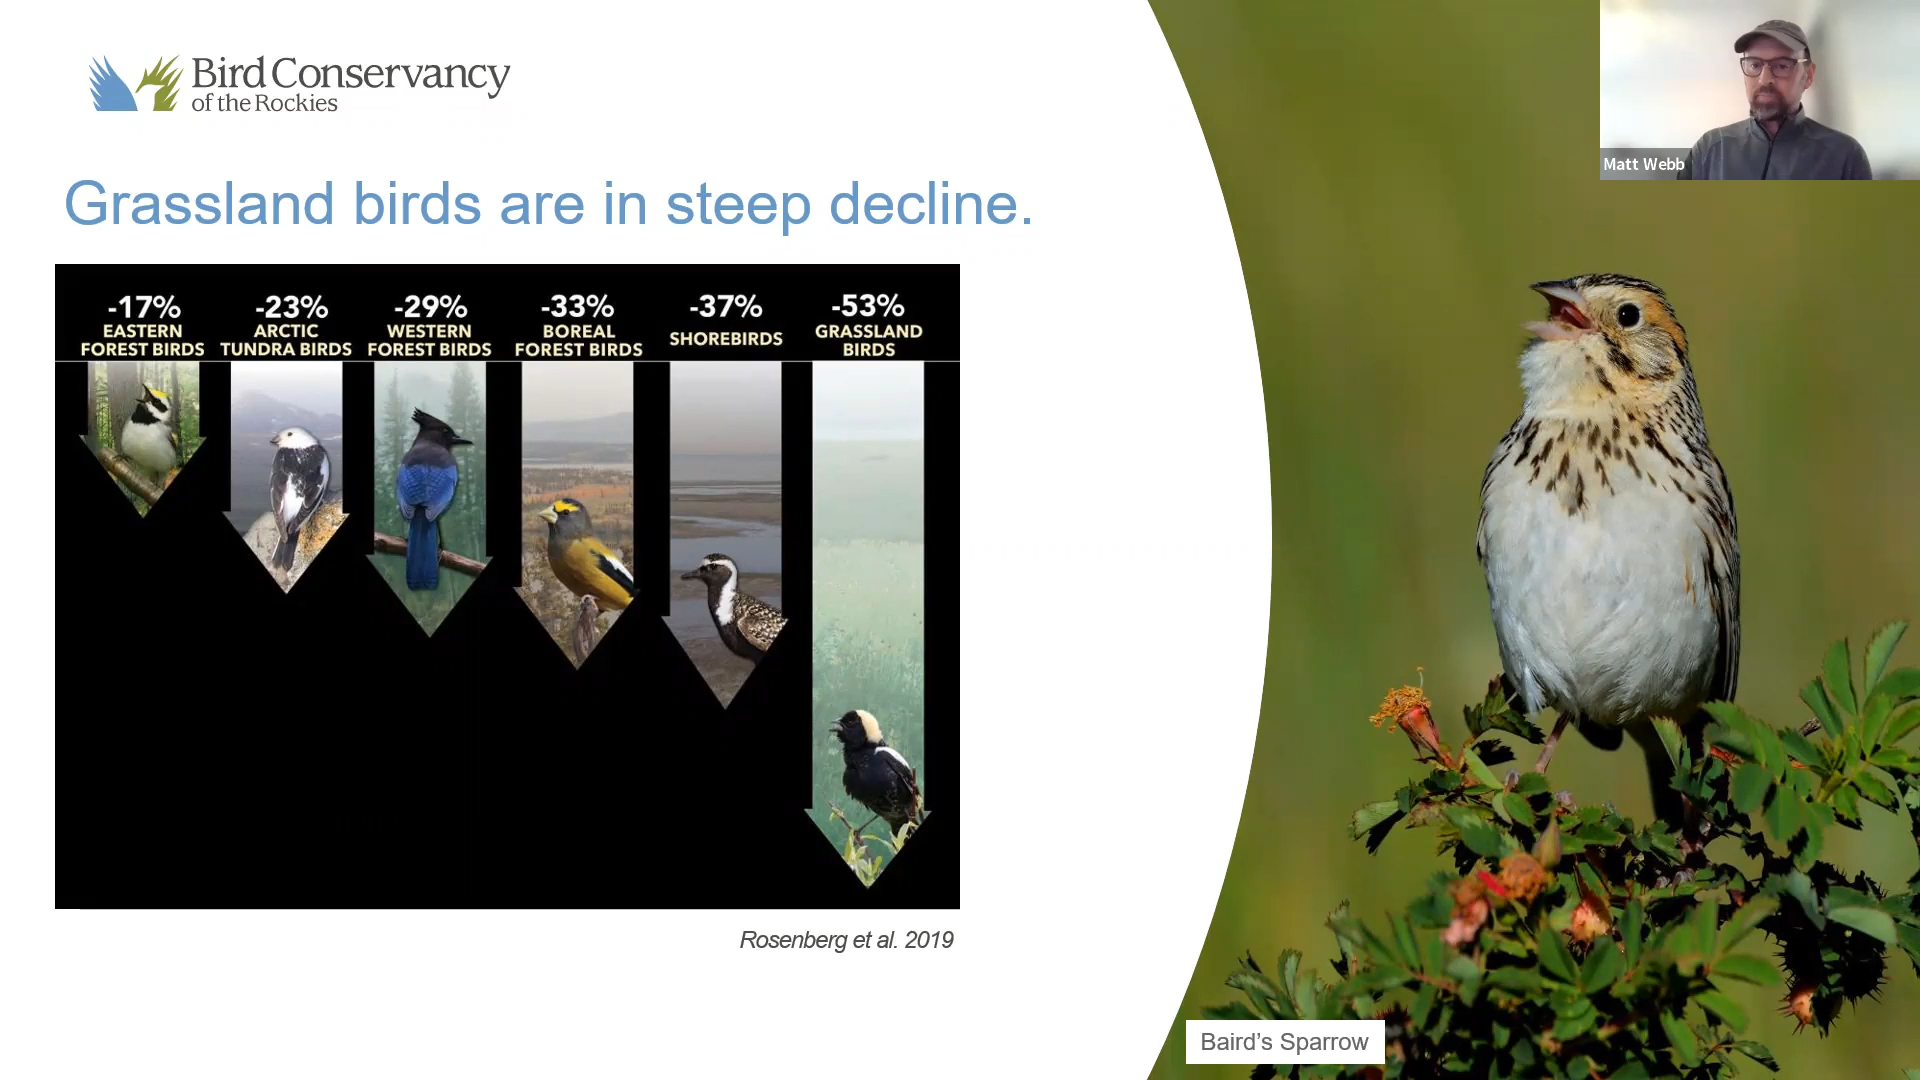 Bird Conservancy
of the Rockies
Matt Webb
Grassland birds are in steep decline.
-17%
EASTERN
FOREST BIRDS
-23%
ARCTIC
TUNDRA BIRDS
-29%
WESTERN
FOREST BIRDS
-33%
BOREAL
FOREST BIRDS
-37%
SHOREBIRDS
-53%
GRASSLAND
BIRDS
Rosenberg et al. 2019
Baird's Sparrow